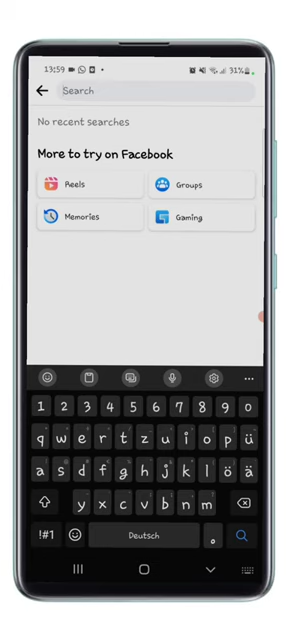 13:59 31%
Search
No recent searches
More to try on Facebook
Reels Groups
Memories Gaming
1 2 3 4 5 6 7 8 9 0
q w e r t z u i o p ü
a s d f g h j k l ö ä
y x c v b n m
!#1 Deutsch .